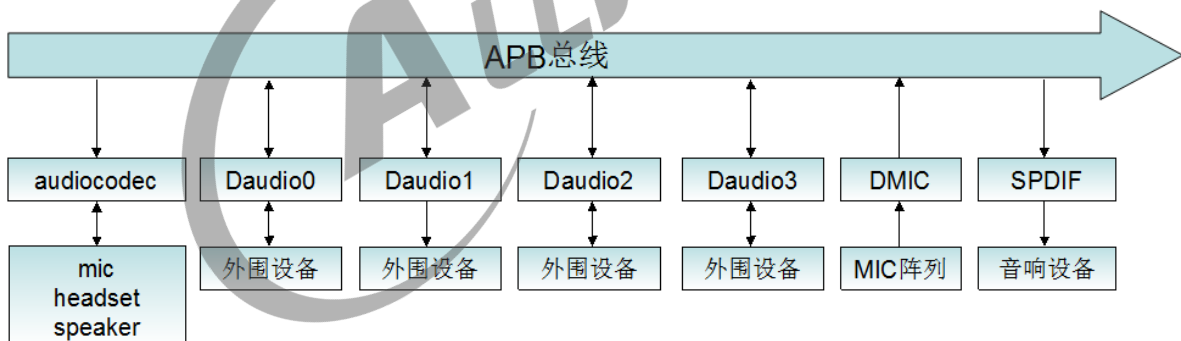 APB总线
audiocodec
Daudio0
Daudio1
Daudio2
Daudio3
DMIC
SPDIF
mic
headset
speaker
外围设备
外围设备
外围设备
外围设备
MIC阵列
音响设备